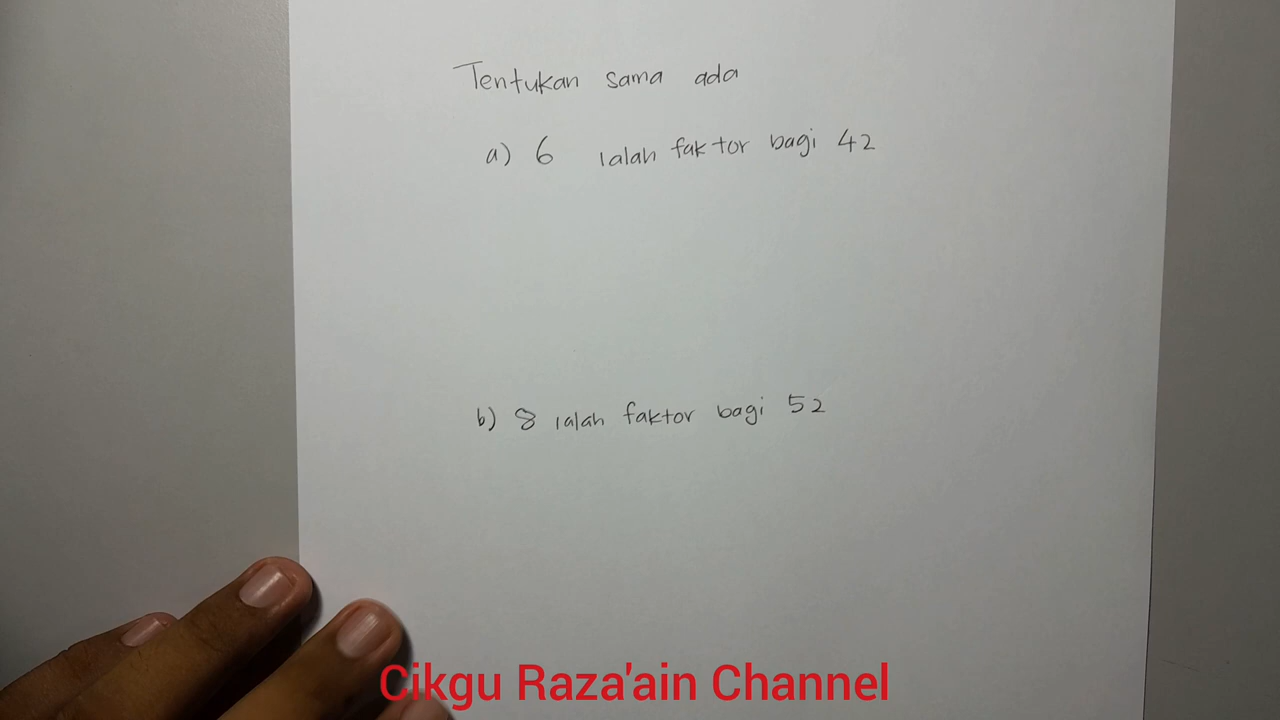 Tentukan sama ada
a) 6 ialah faktor bagi 42
b) 8 ialah faktor bagi 52
Cikgu Raza'ain Channel